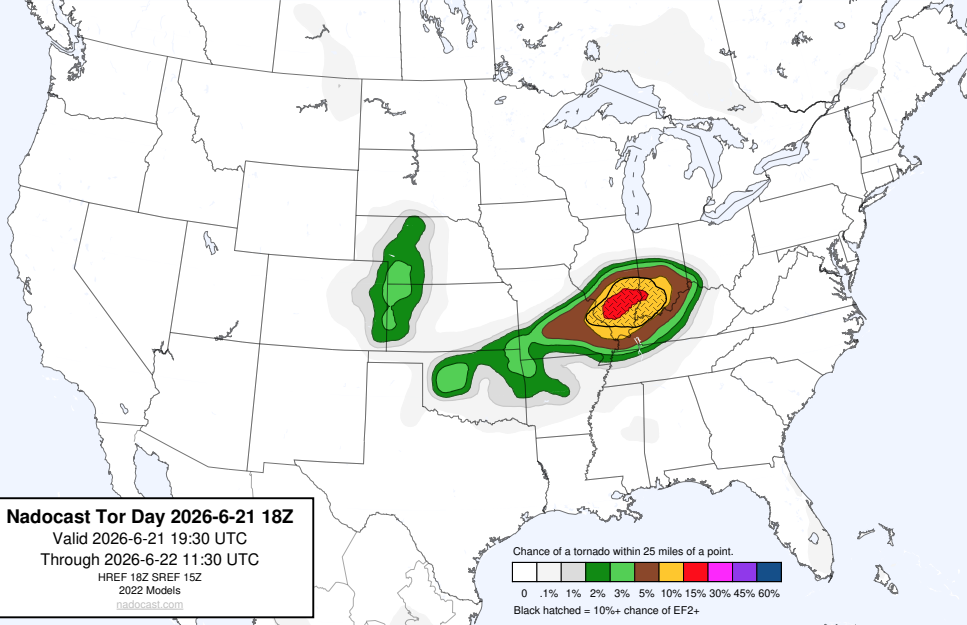 Nadocast Tor Day 2026-6-21 18Z
Valid 2026-6-21 19:30 UTC
Through 2026-6-22 11:30 UTC
HREF 18Z SREF 15Z
2022 Models
nadocast.com
Chance of a tornado within 25 miles of a point.
0 .1% 1% 2% 3% 5% 10% 15% 30% 45% 60%
Black hatched = 10%+ chance of EF2+